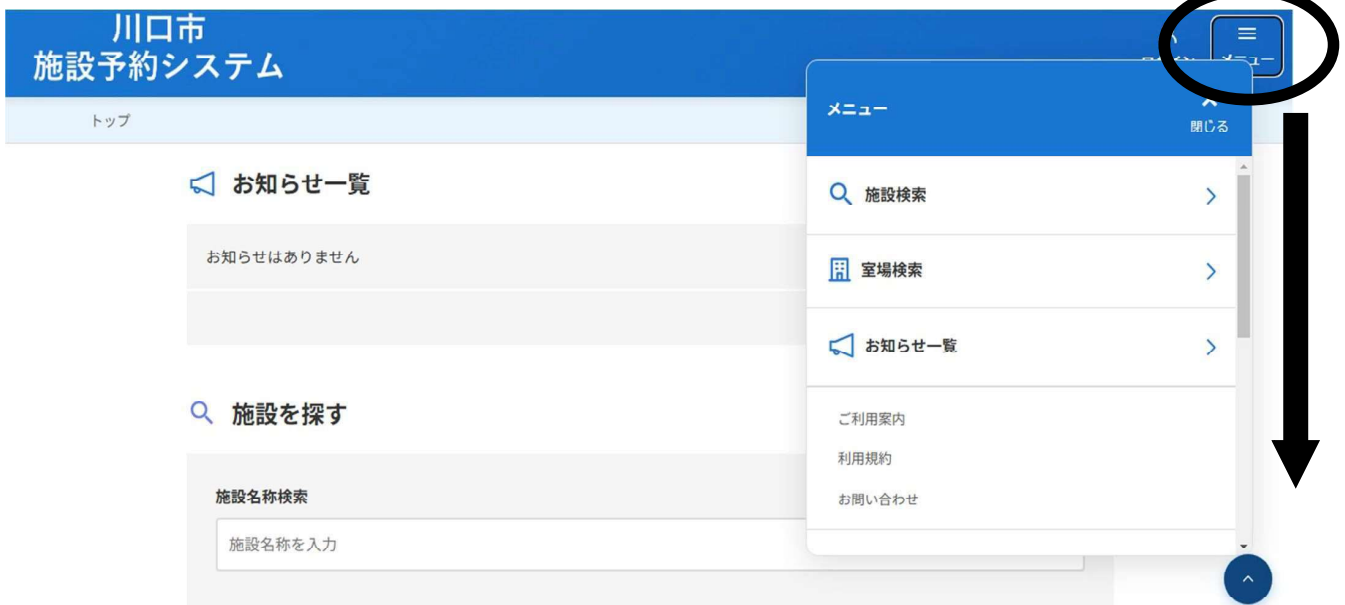 川口市
施設予約システム
メニュー
トップ
メニュー
閉じる
お知らせ一覧
お知らせはありません
施設を探す
施設名称検索
施設名称を入力
施設検索
室場検索
お知らせ一覧
ご利用案内
利用規約
お問い合わせ